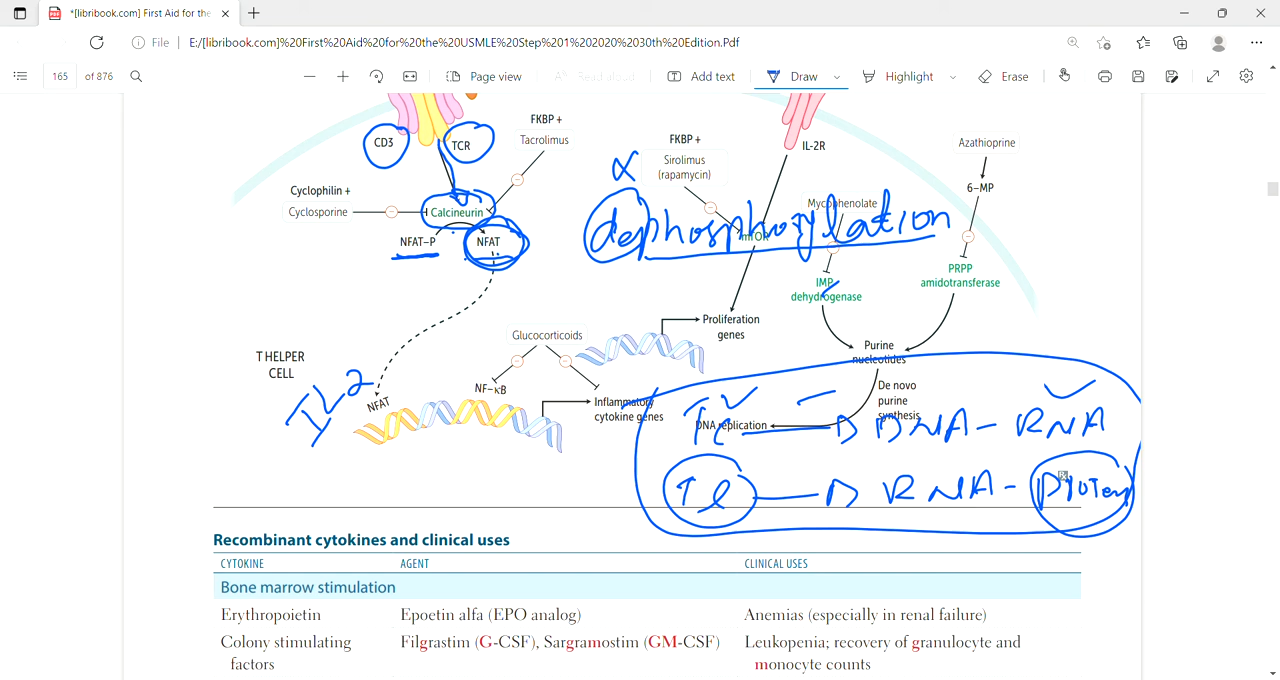 *[libribook.com] First Aid for the
File E:/[libribook.com]%20First%20Aid%20for%20the%20USMLE%20Step%201%202020%2030th%20Edition.Pdf
165 of 876 Page view Read aloud Add text Draw Highlight Erase
CD3 TCR
FKBP +
Tacrolimus
Cyclophilin +
Cyclosporine
Calcineurin
NFAT–P NFAT
FKBP +
Sirolimus
(rapamycin)
mTOR
IL-2R
Mycophenolate
IMP
dehydrogenase
Azathioprine
6–MP
PRPP
amidotransferase
dephosphorylation
Glucocorticoids
Proliferation
genes
Purine
nucleotides
De novo
purine
synthesis
DNA replication
T HELPER
CELL
NFAT
NF-κB
Inflammatory
cytokine genes
Tc DNA - RNA
Tl RNA - Protein
Recombinant cytokines and clinical uses
CYTOKINE AGENT CLINICAL USES
Bone marrow stimulation
Erythropoietin Epoetin alfa (EPO analog) Anemias (especially in renal failure)
Colony stimulating Filgrastim (G-CSF), Sargramostim (GM-CSF) Leukopenia; recovery of granulocyte and
factors monocyte counts